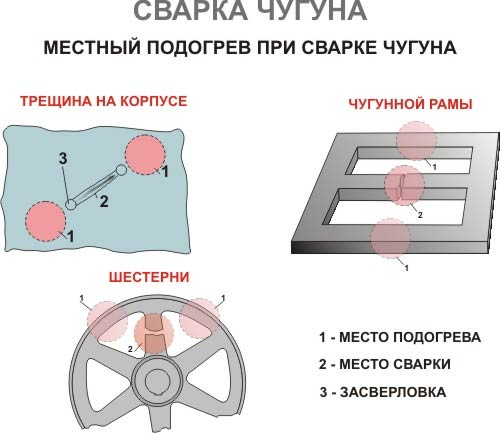 СВАРКА ЧУГУНА
МЕСТНЫЙ ПОДОГРЕВ ПРИ СВАРКЕ ЧУГУНА
ТРЕЩИНА НА КОРПУСЕ
3
1
2
1
ЧУГУННОЙ РАМЫ
1
2
1
ШЕСТЕРНИ
1
1
2
1 - МЕСТО ПОДОГРЕВА
2 - МЕСТО СВАРКИ
3 - ЗАСВЕРЛОВКА